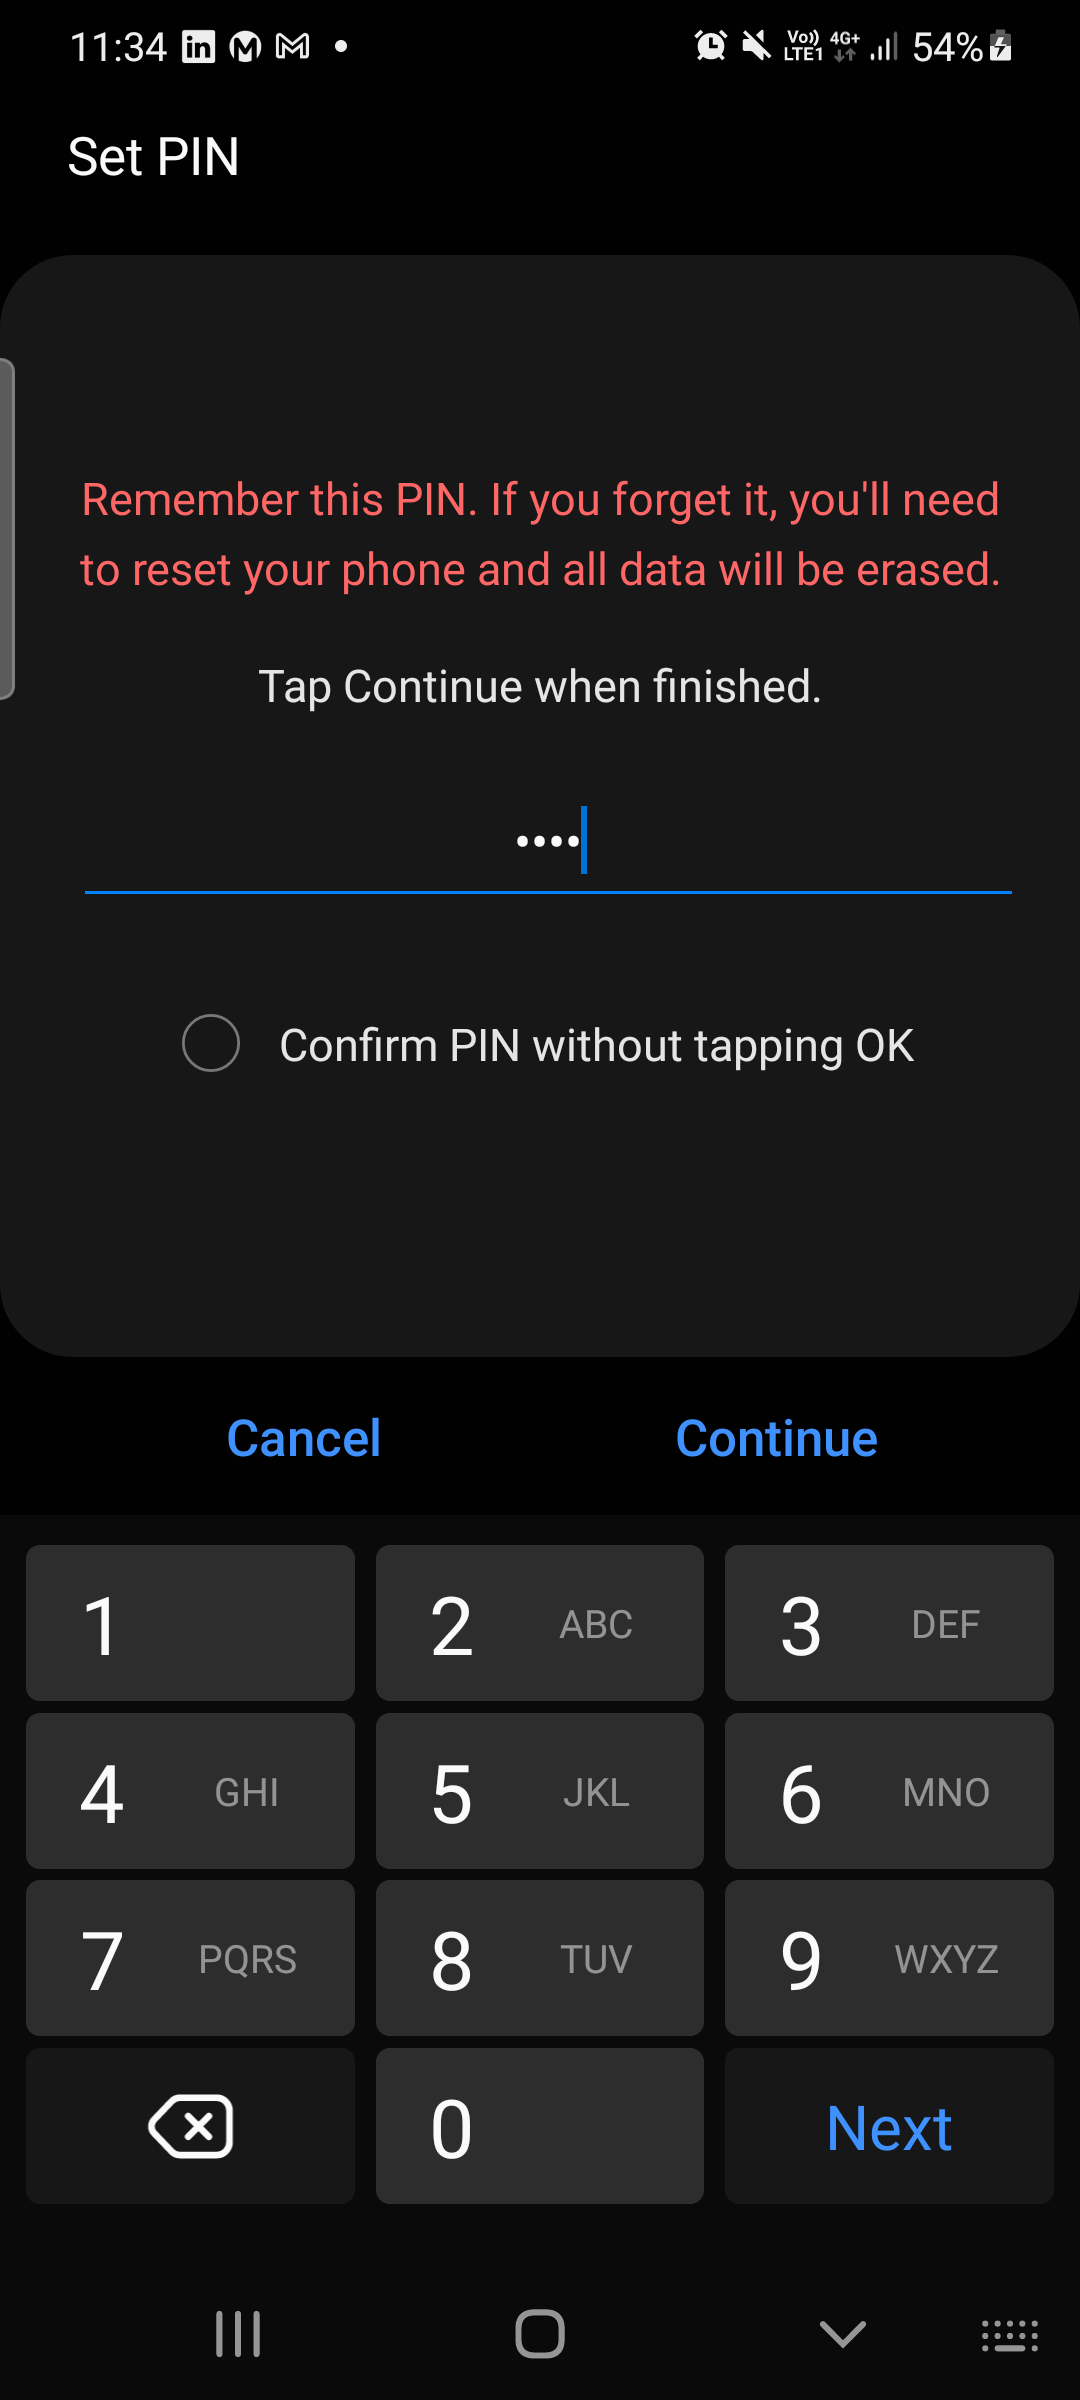 11:34
Vo)) LTE1 4G+ 54%
Set PIN
Remember this PIN. If you forget it, you'll need
to reset your phone and all data will be erased.
Tap Continue when finished.
••••
Confirm PIN without tapping OK
Cancel Continue
1 2 ABC 3 DEF
4 GHI 5 JKL 6 MNO
7 PQRS 8 TUV 9 WXYZ
0 Next